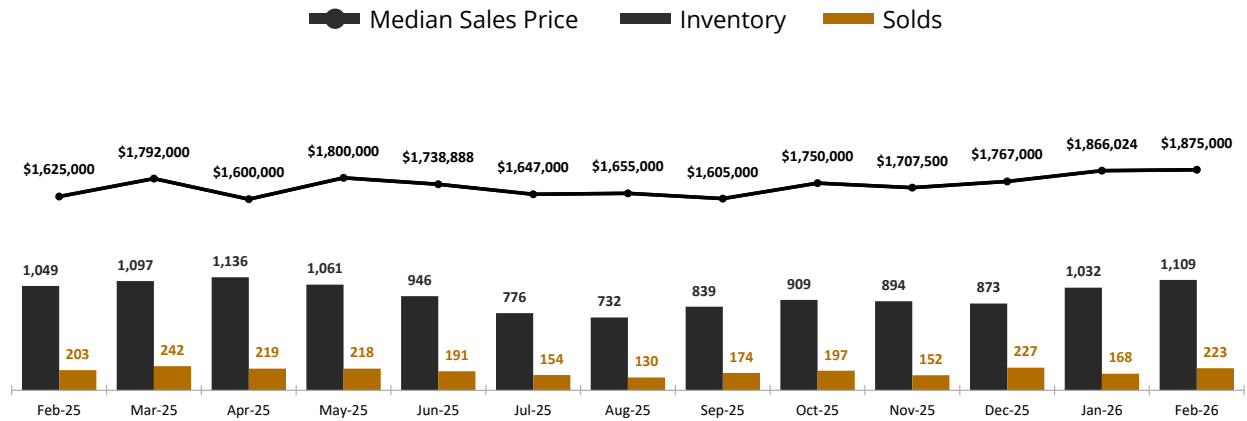 Median Sales Price Inventory Solds
$1,625,000 $1,792,000 $1,600,000 $1,800,000 $1,738,888 $1,647,000 $1,655,000 $1,605,000 $1,750,000 $1,707,500 $1,767,000 $1,866,024 $1,875,000
1,049 1,097 1,136 1,061 946 776 732 839 909 894 873 1,032 1,109
203 242 219 218 191 154 130 174 197 152 227 168 223
Feb-25 Mar-25 Apr-25 May-25 Jun-25 Jul-25 Aug-25 Sep-25 Oct-25 Nov-25 Dec-25 Jan-26 Feb-26